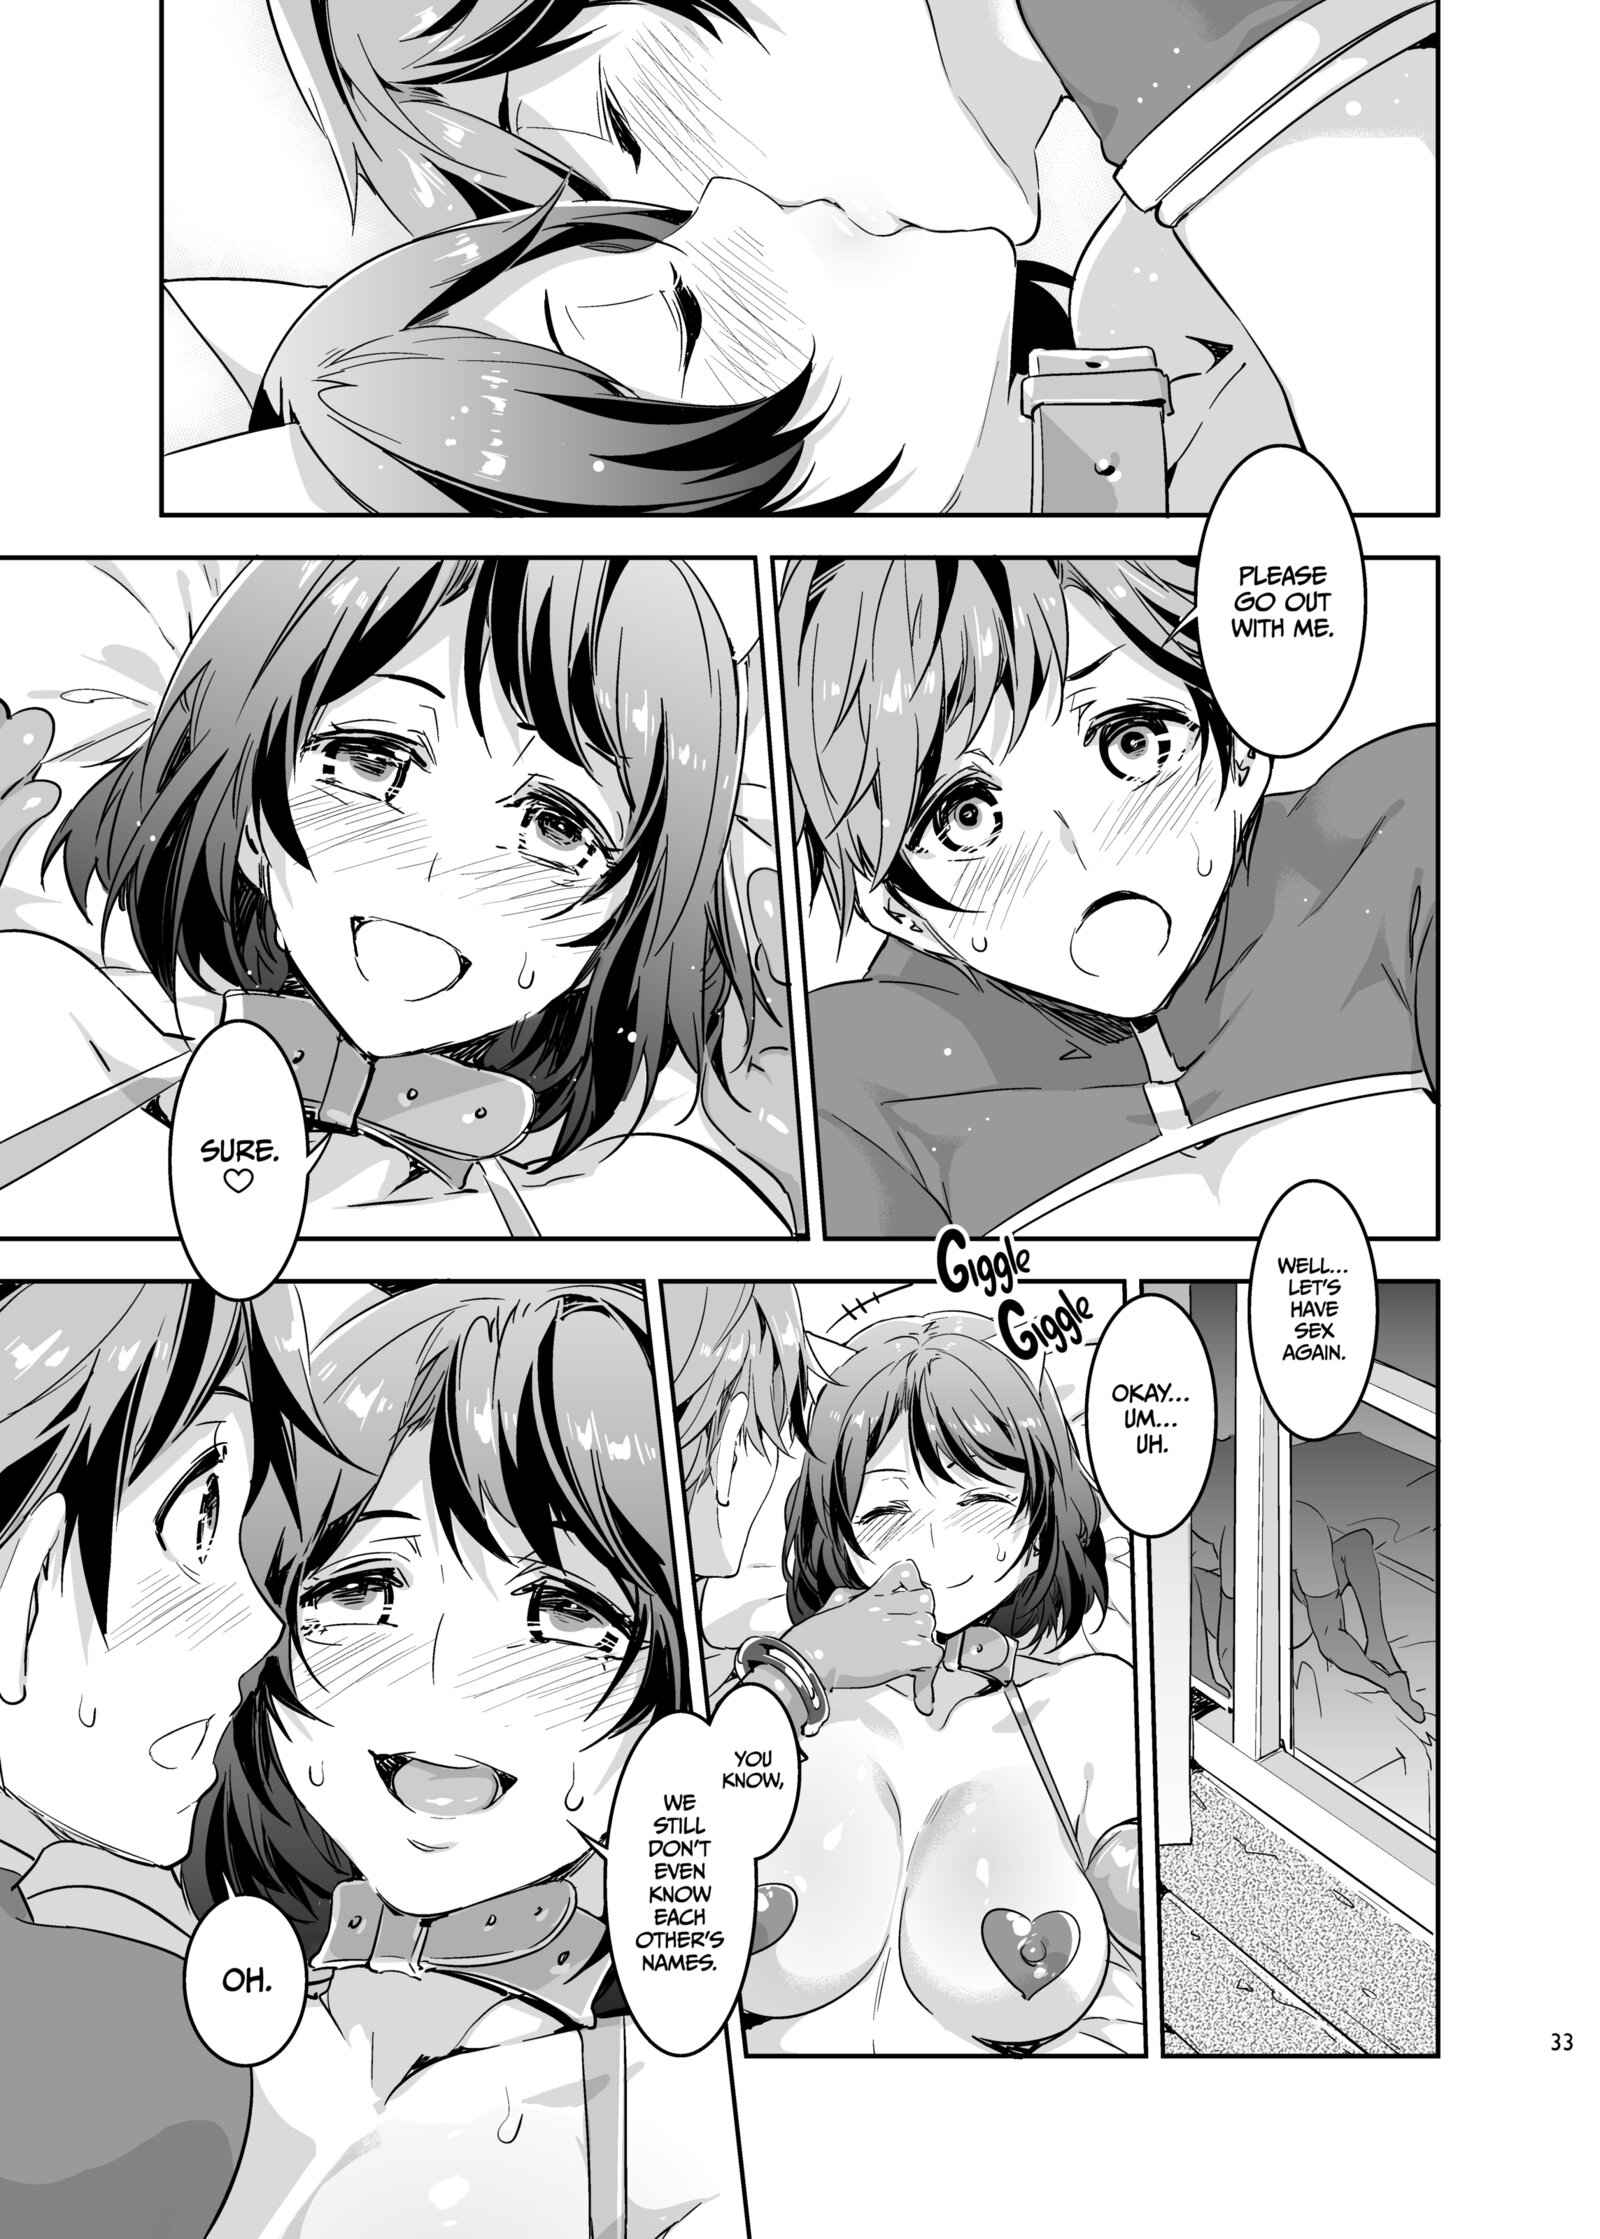 PLEASE
GO OUT
WITH ME.
SURE.
♡
WELL...
LET'S
HAVE
SEX
AGAIN.
OKAY...
UM...
UH.
Giggle
Giggle
YOU
KNOW,
WE
STILL
DON'T
EVEN
KNOW
EACH
OTHER'S
NAMES.
OH.
33